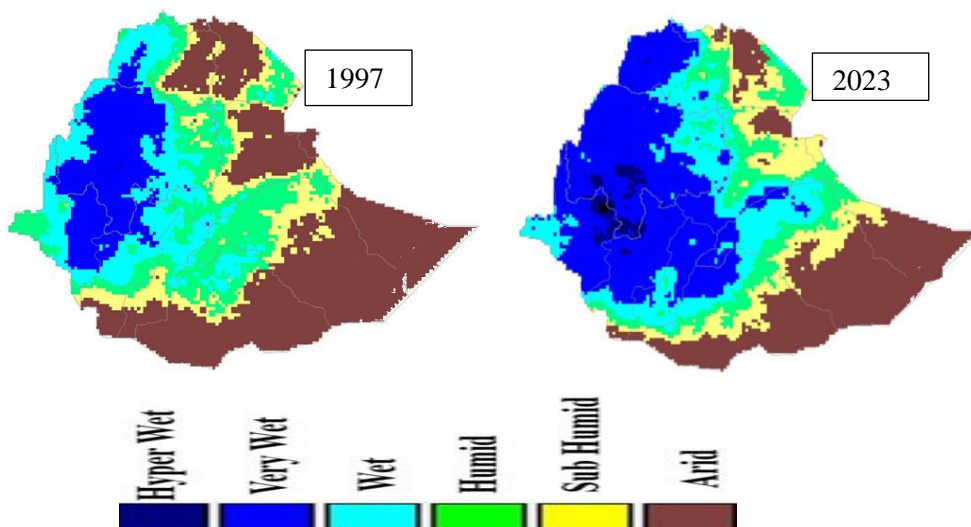 1997
2023
Hyper Wet
Very Wet
Wet
Humid
Sub Humid
Arid